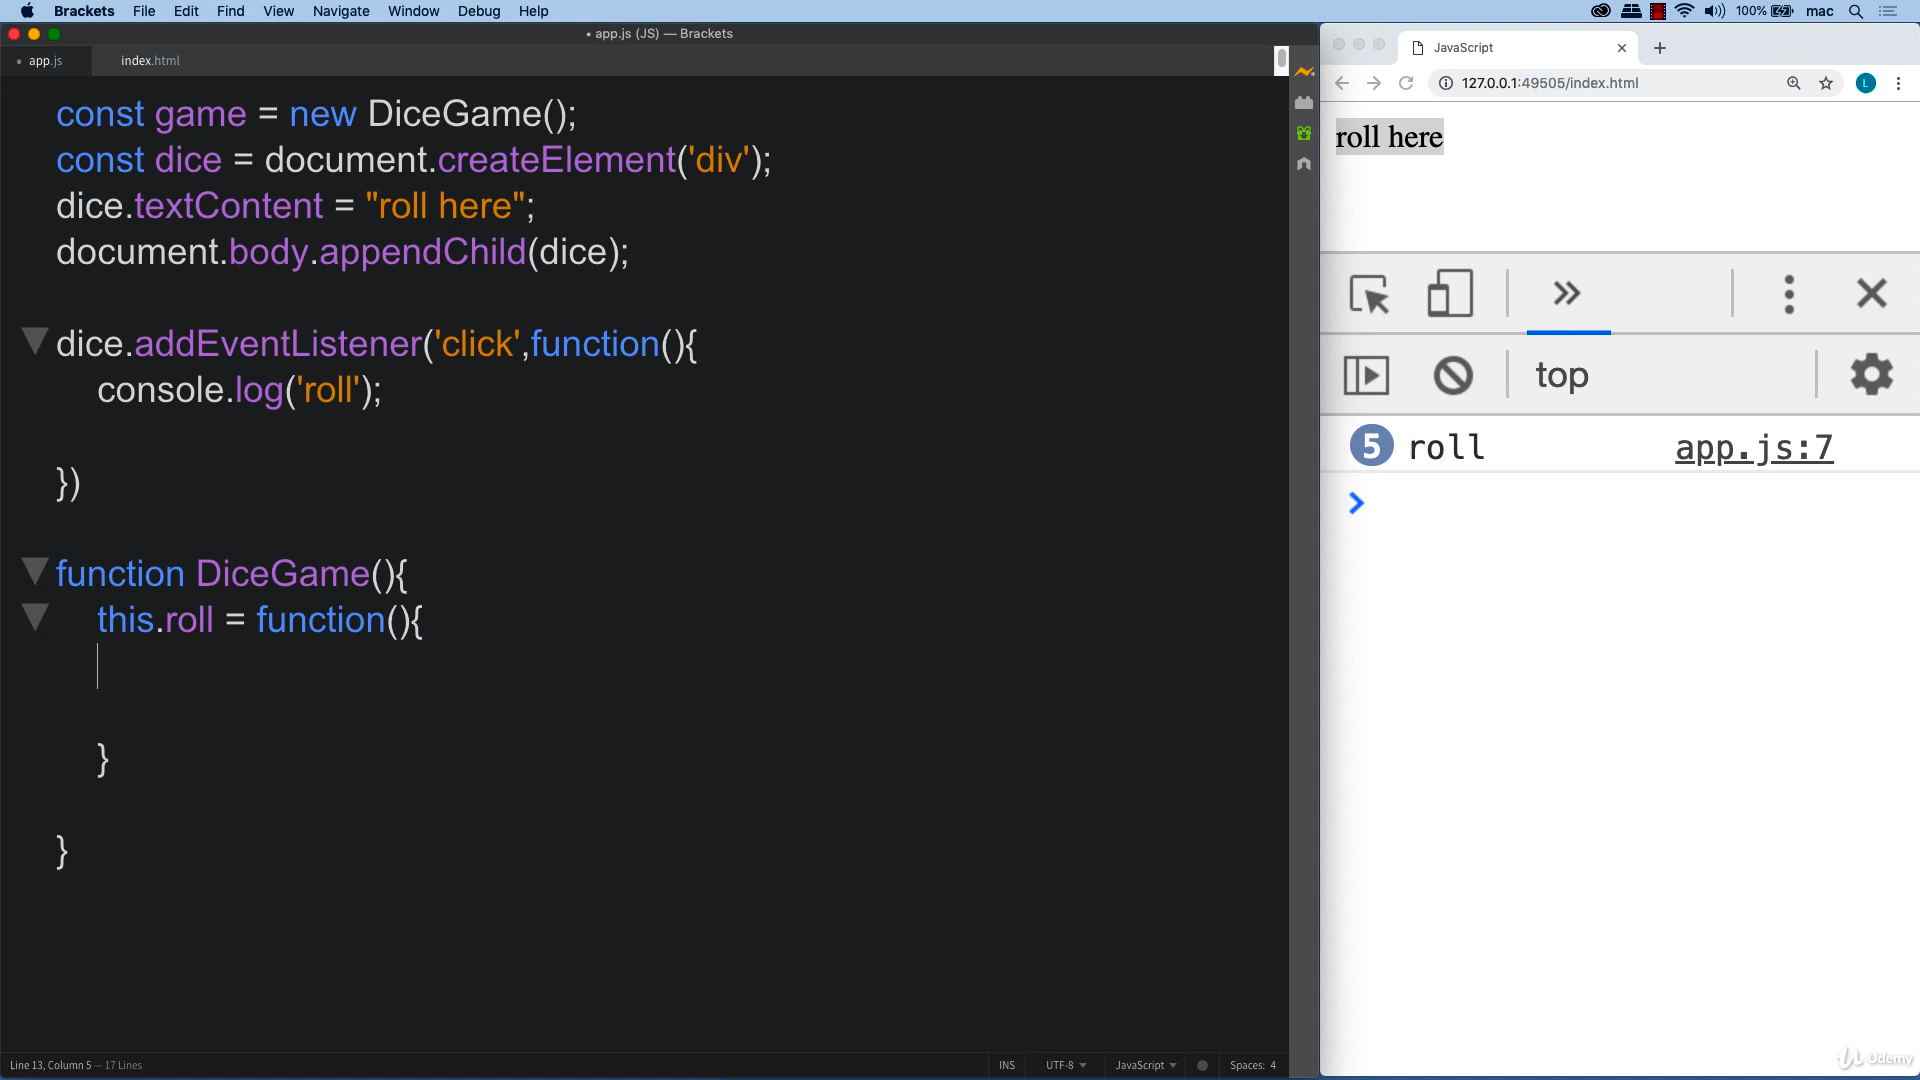 Brackets File Edit Find View Navigate Window Debug Help
100% mac
• app.js (JS) — Brackets
• app.js index.html
const game = new DiceGame();
const dice = document.createElement('div');
dice.textContent = "roll here";
document.body.appendChild(dice);
dice.addEventListener('click',function(){
console.log('roll');
})
function DiceGame(){
this.roll = function(){
}
}
Line 13, Column 5 — 17 Lines
INS UTF-8 JavaScript Spaces: 4
JavaScript
127.0.0.1:49505/index.html
L
roll here
top
5 roll app.js:7
Udemy